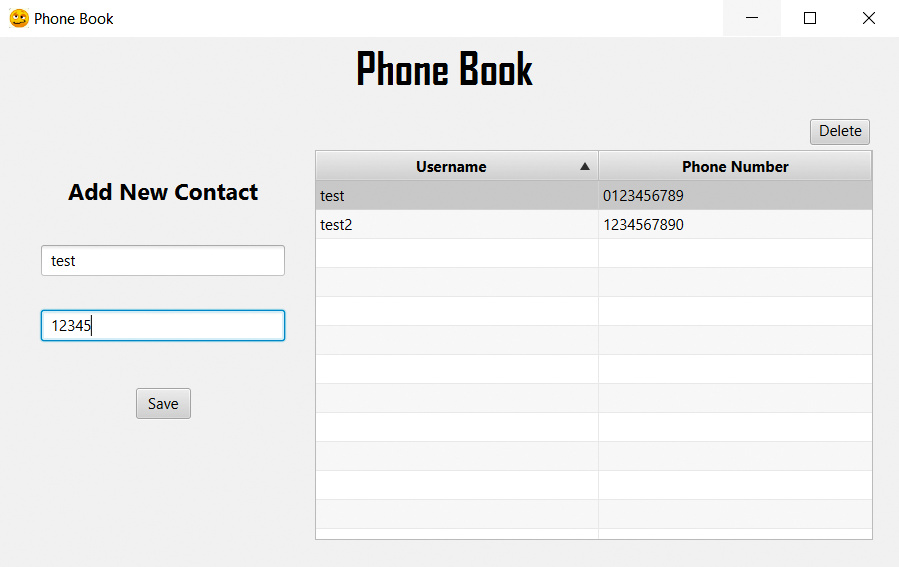 Phone Book
Phone Book
Delete
Username Phone Number
Add New Contact
test 0123456789
test2 1234567890
test
12345
Save